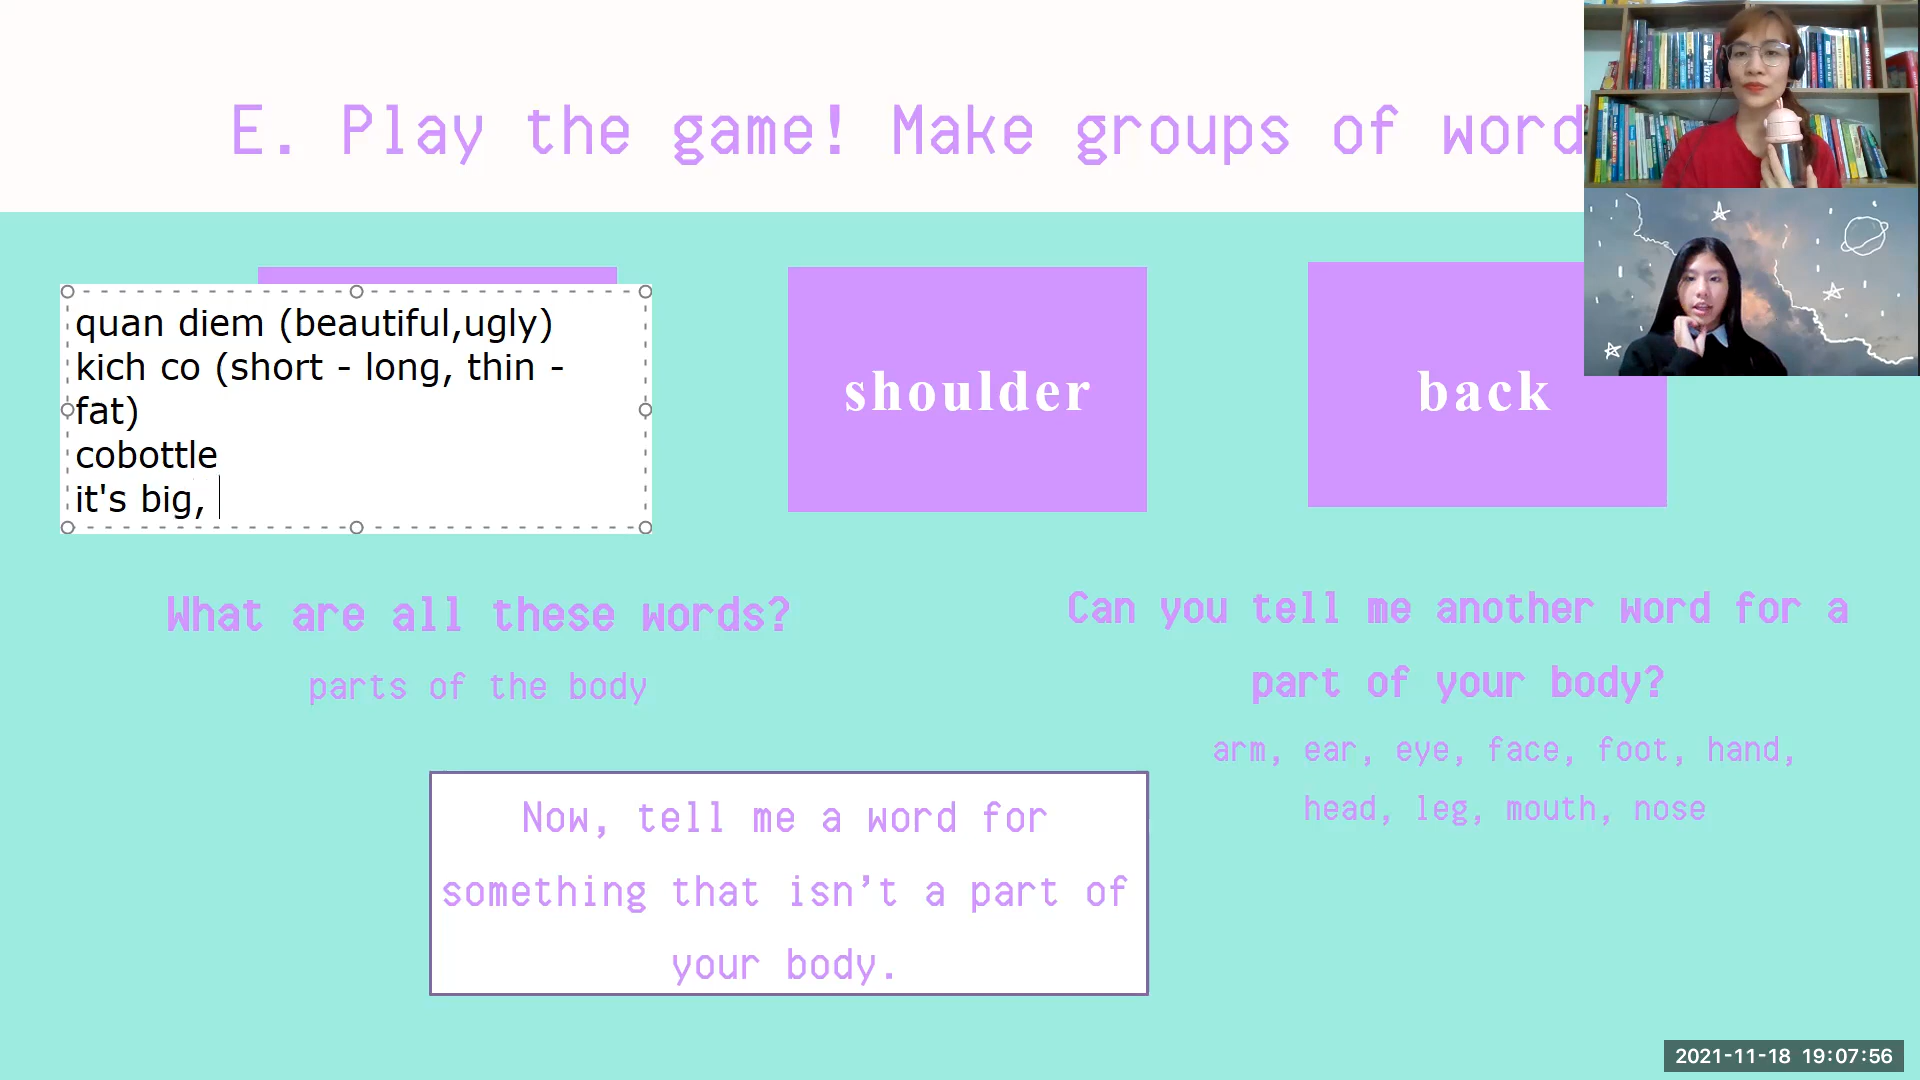 E. Play the game! Make groups of word
quan diem (beautiful,ugly)
kich co (short - long, thin -
fat)
cobottle
it's big,
shoulder
back
What are all these words?
parts of the body
Can you tell me another word for a
part of your body?
arm, ear, eye, face, foot, hand,
head, leg, mouth, nose
Now, tell me a word for
something that isn't a part of
your body.
2021-11-18 19:07:56